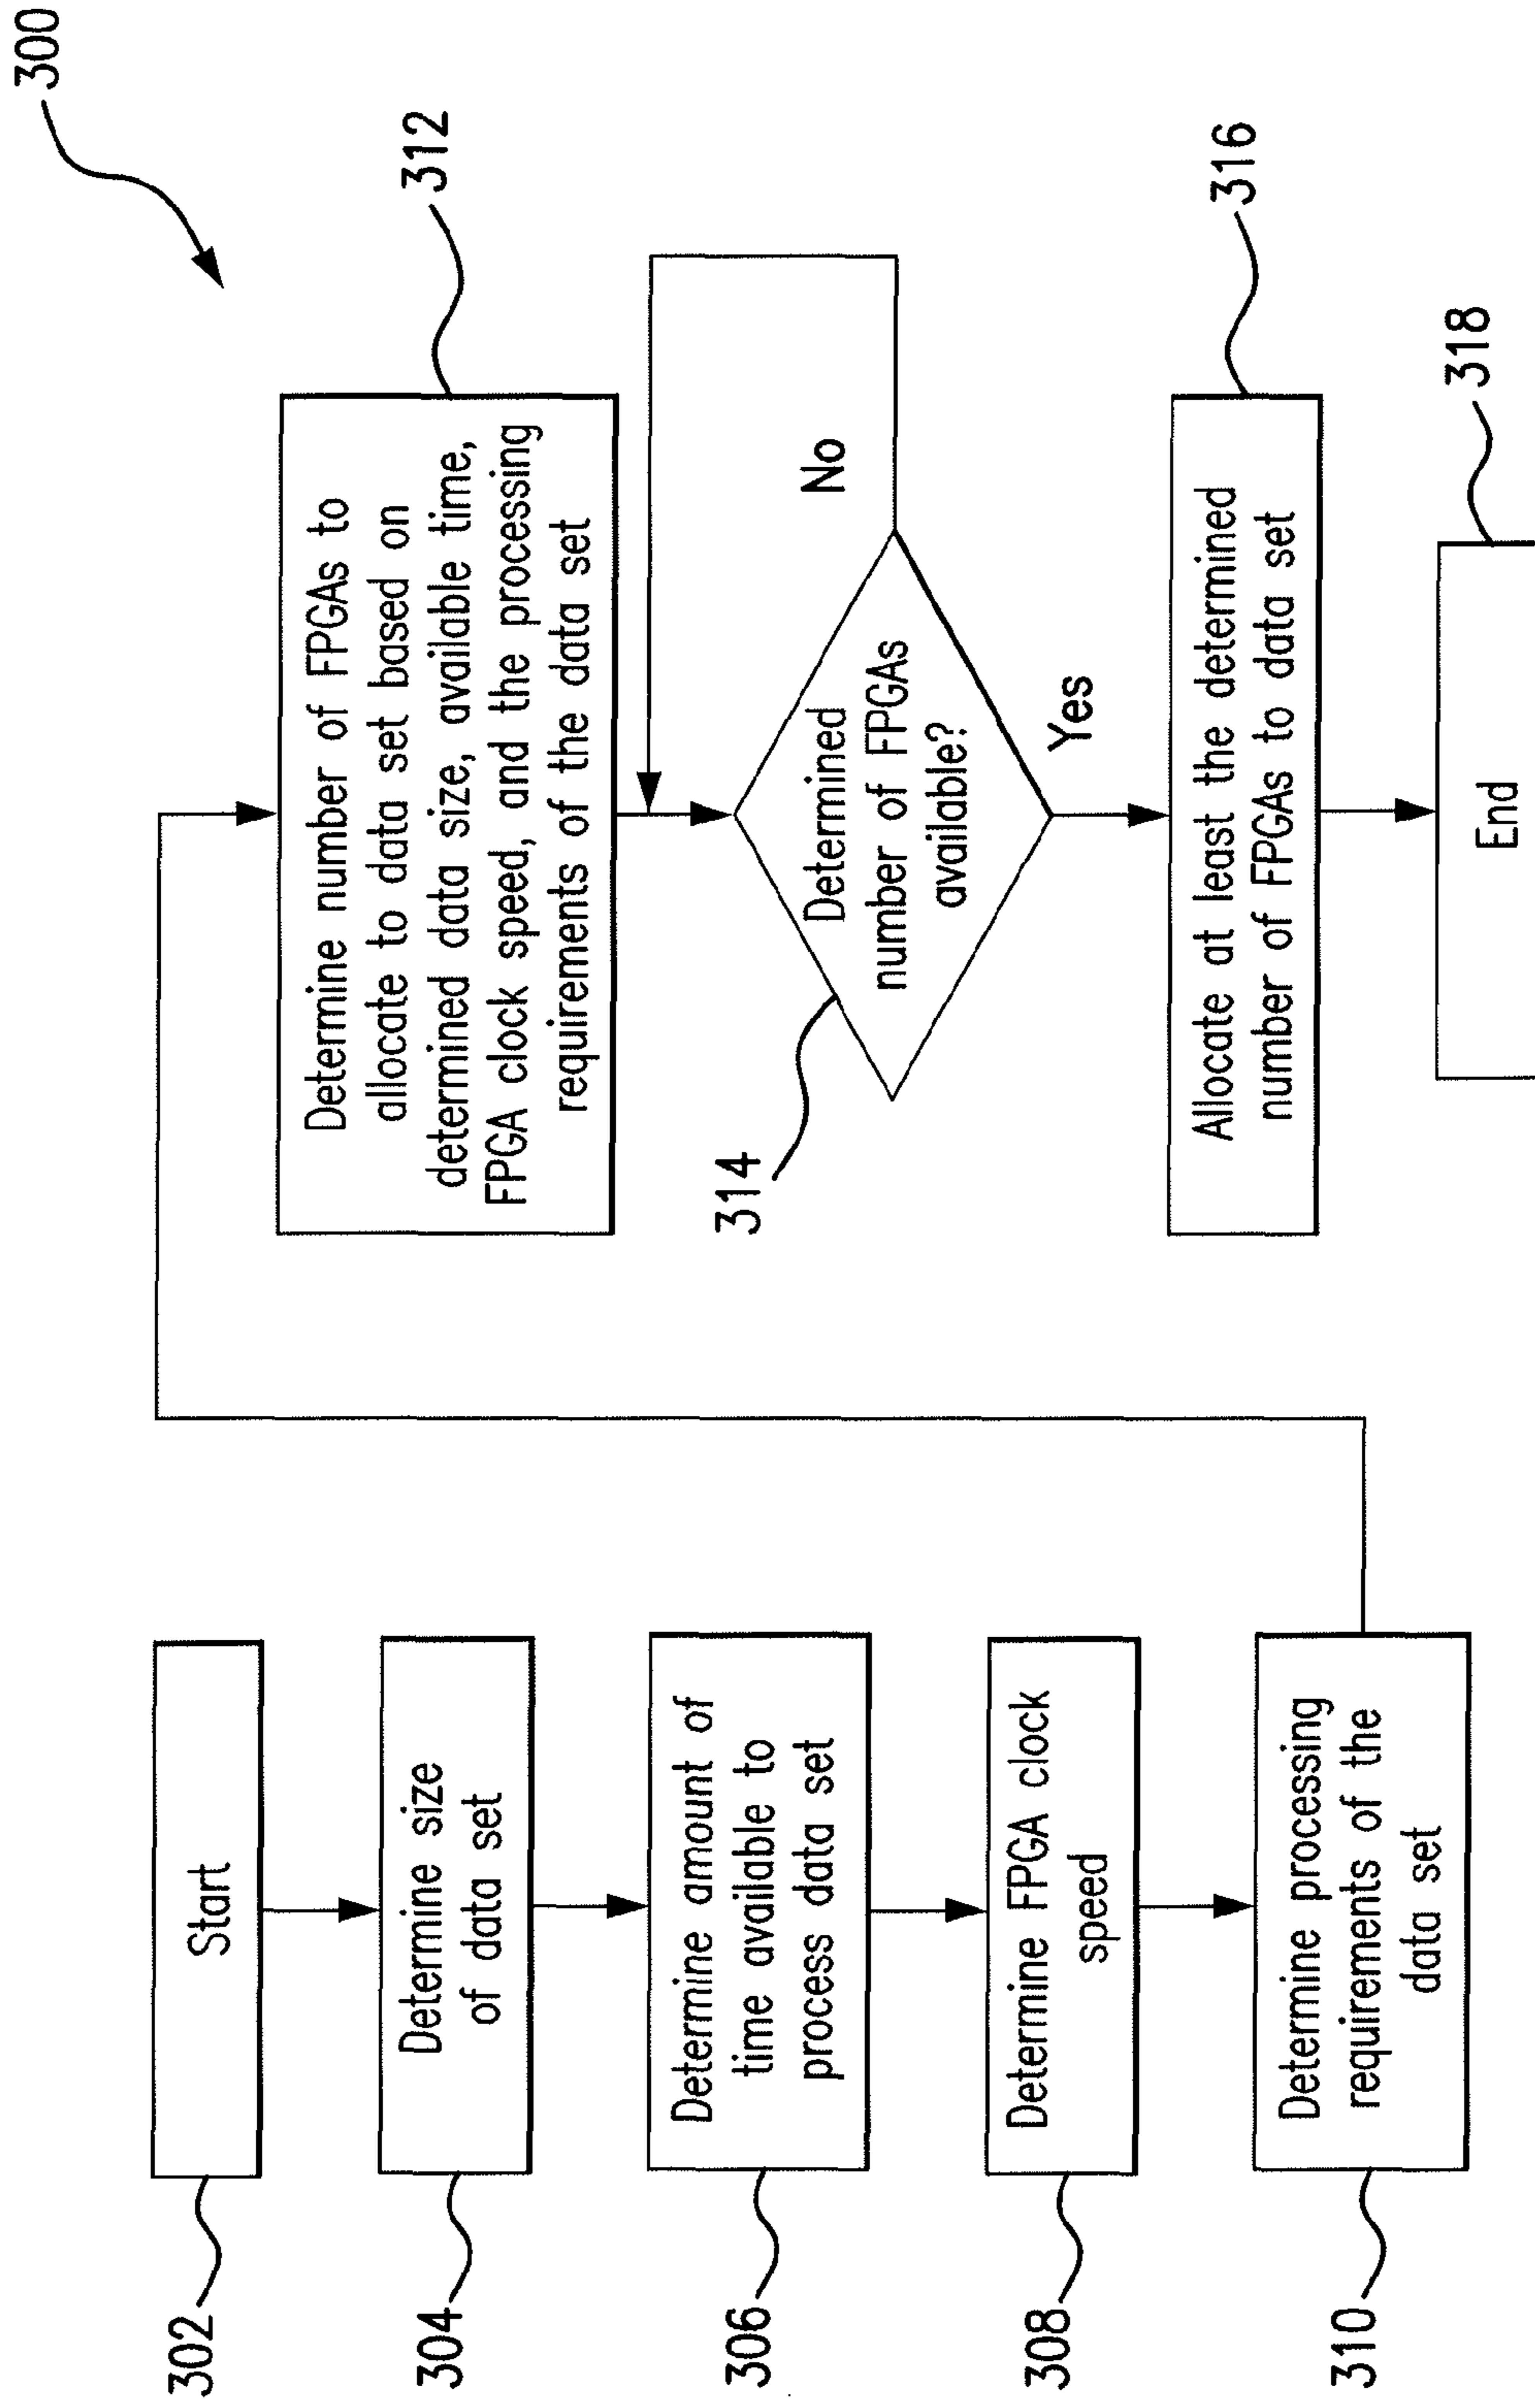 300
302
Start
304
Determine size
of data set
306
Determine amount of
time available to
process data set
308
Determine FPGA clock
speed
310
Determine processing
requirements of the
data set
312
Determine number of FPGAs to
allocate to data set based on
determined data size, available time,
FPGA clock speed, and the processing
requirements of the data set
314
Determined
number of FPGAs
available?
No
Yes
316
Allocate at least the determined
number of FPGAs to data set
318
End